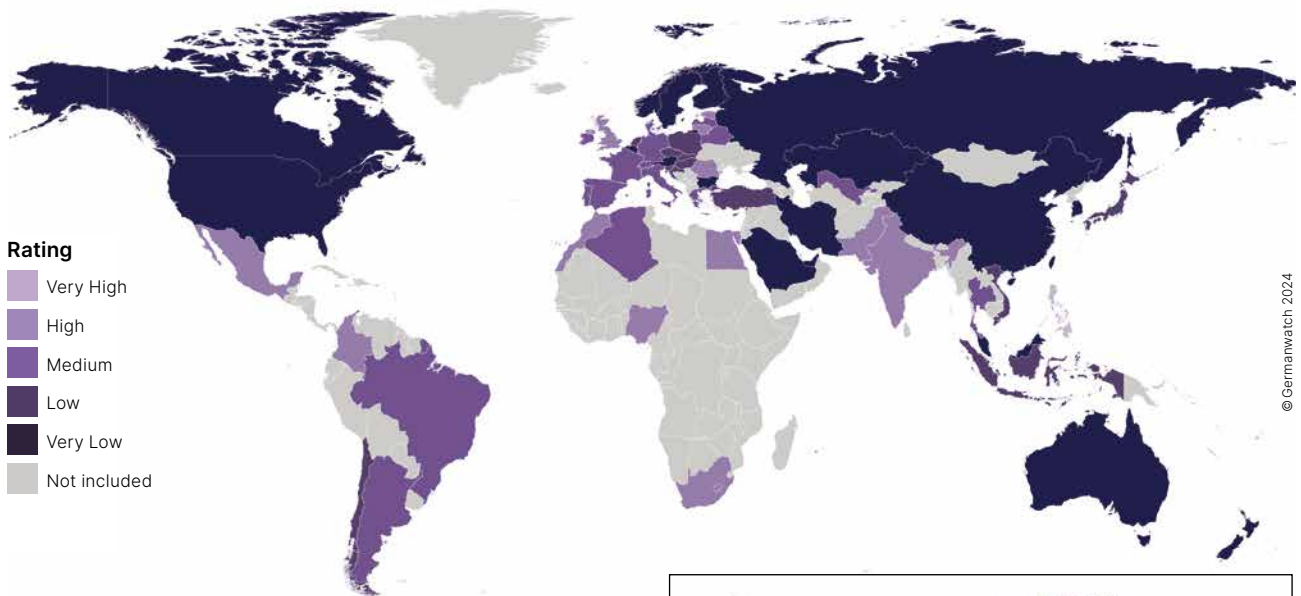 Rating
Very High
High
Medium
Low
Very Low
Not included
© Germanwatch 2024